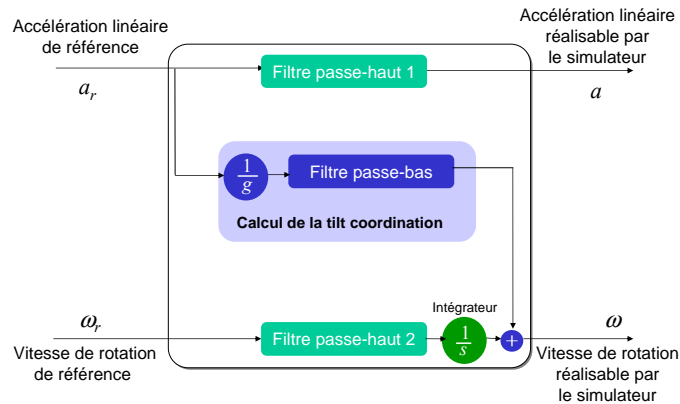 Accélération linéaire
de référence
a_r
Accélération linéaire
réalisable par
le simulateur
a
Filtre passe-haut 1
1
g
Filtre passe-bas
Calcul de la tilt coordination
ω_r
Vitesse de rotation
de référence
Filtre passe-haut 2
Intégrateur
1
s
+
ω
Vitesse de rotation
réalisable par
le simulateur